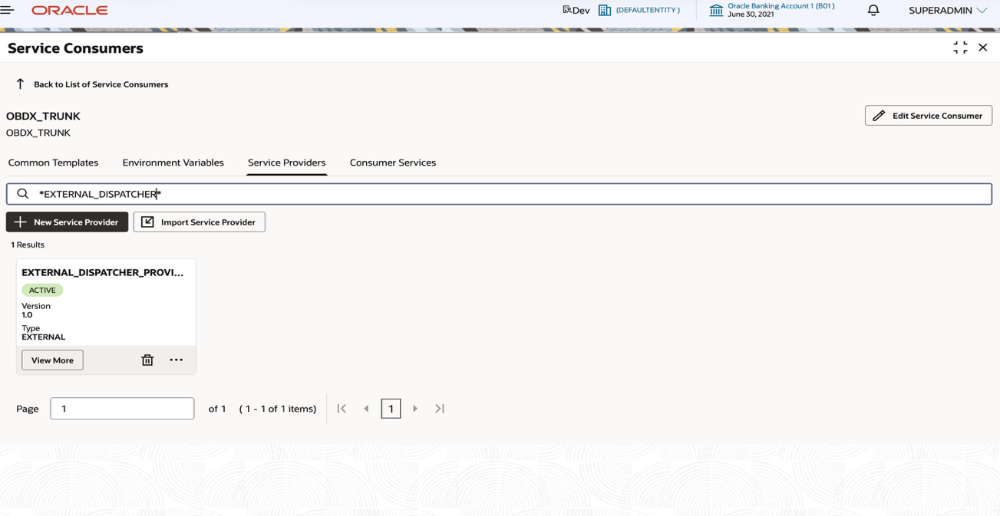 ORACLE
Dev
(DEFAULTENTITY)
Oracle Banking Account 1 (B01)
June 30, 2021
SUPERADMIN
Service Consumers
Back to List of Service Consumers
OBDX_TRUNK
Edit Service Consumer
OBDX_TRUNK
Common Templates Environment Variables Service Providers Consumer Services
*EXTERNAL_DISPATCHER*
New Service Provider Import Service Provider
1 Results
EXTERNAL_DISPATCHER_PROVI...
ACTIVE
Version
1.0
Type
EXTERNAL
View More
Page 1 of 1 ( 1 - 1 of 1 items) 1